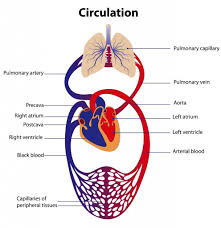 Circulation
Pulmonary capillary
Pulmonary artery
Pulmonary vein
Precava
Aorta
Right atrium
Left atrium
Postcava
Right ventricle
Left ventricle
Black blood
Arterial blood
Capillaries of
peripheral tissues